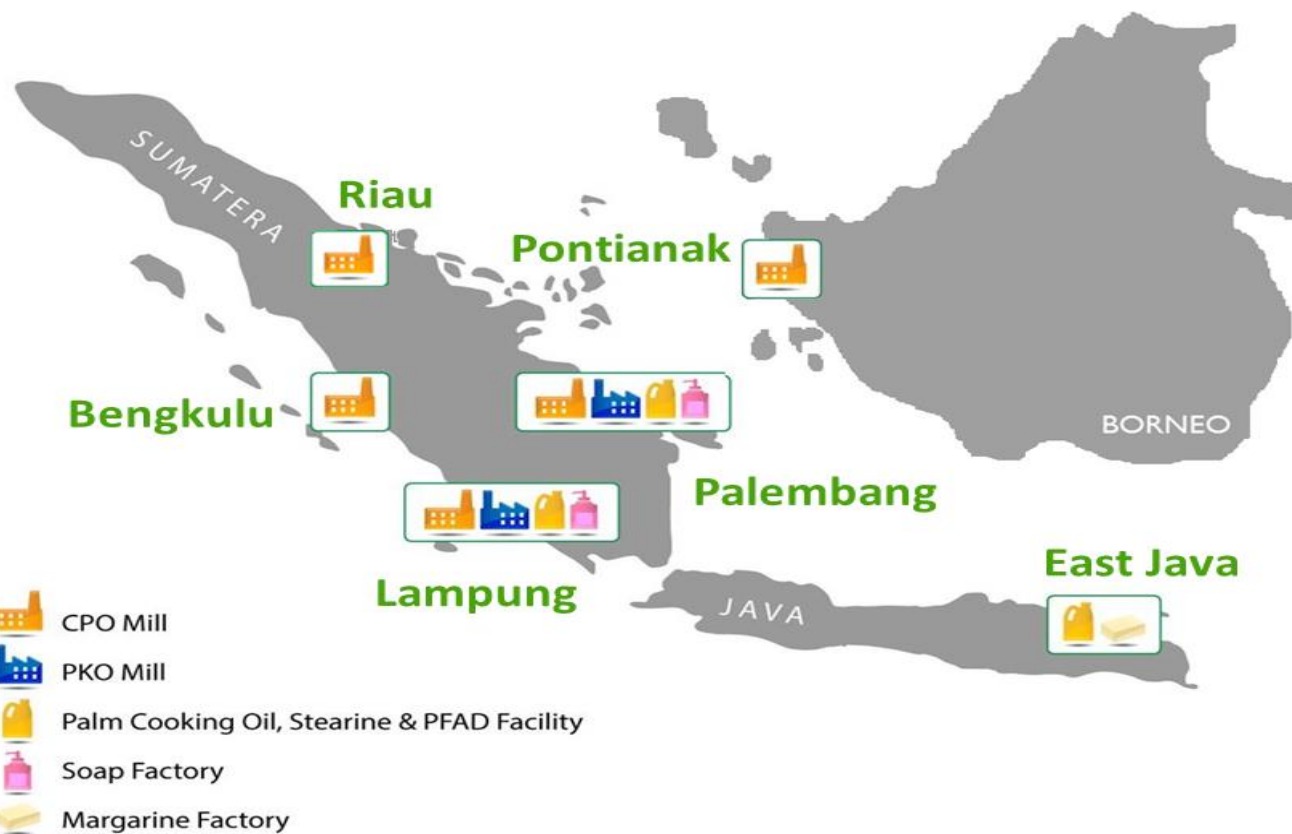 SUMATERA
Riau
Pontianak
Bengkulu
BORNEO
Palembang
East Java
Lampung
JAVA
CPO Mill
PKO Mill
Palm Cooking Oil, Stearine & PFAD Facility
Soap Factory
Margarine Factory